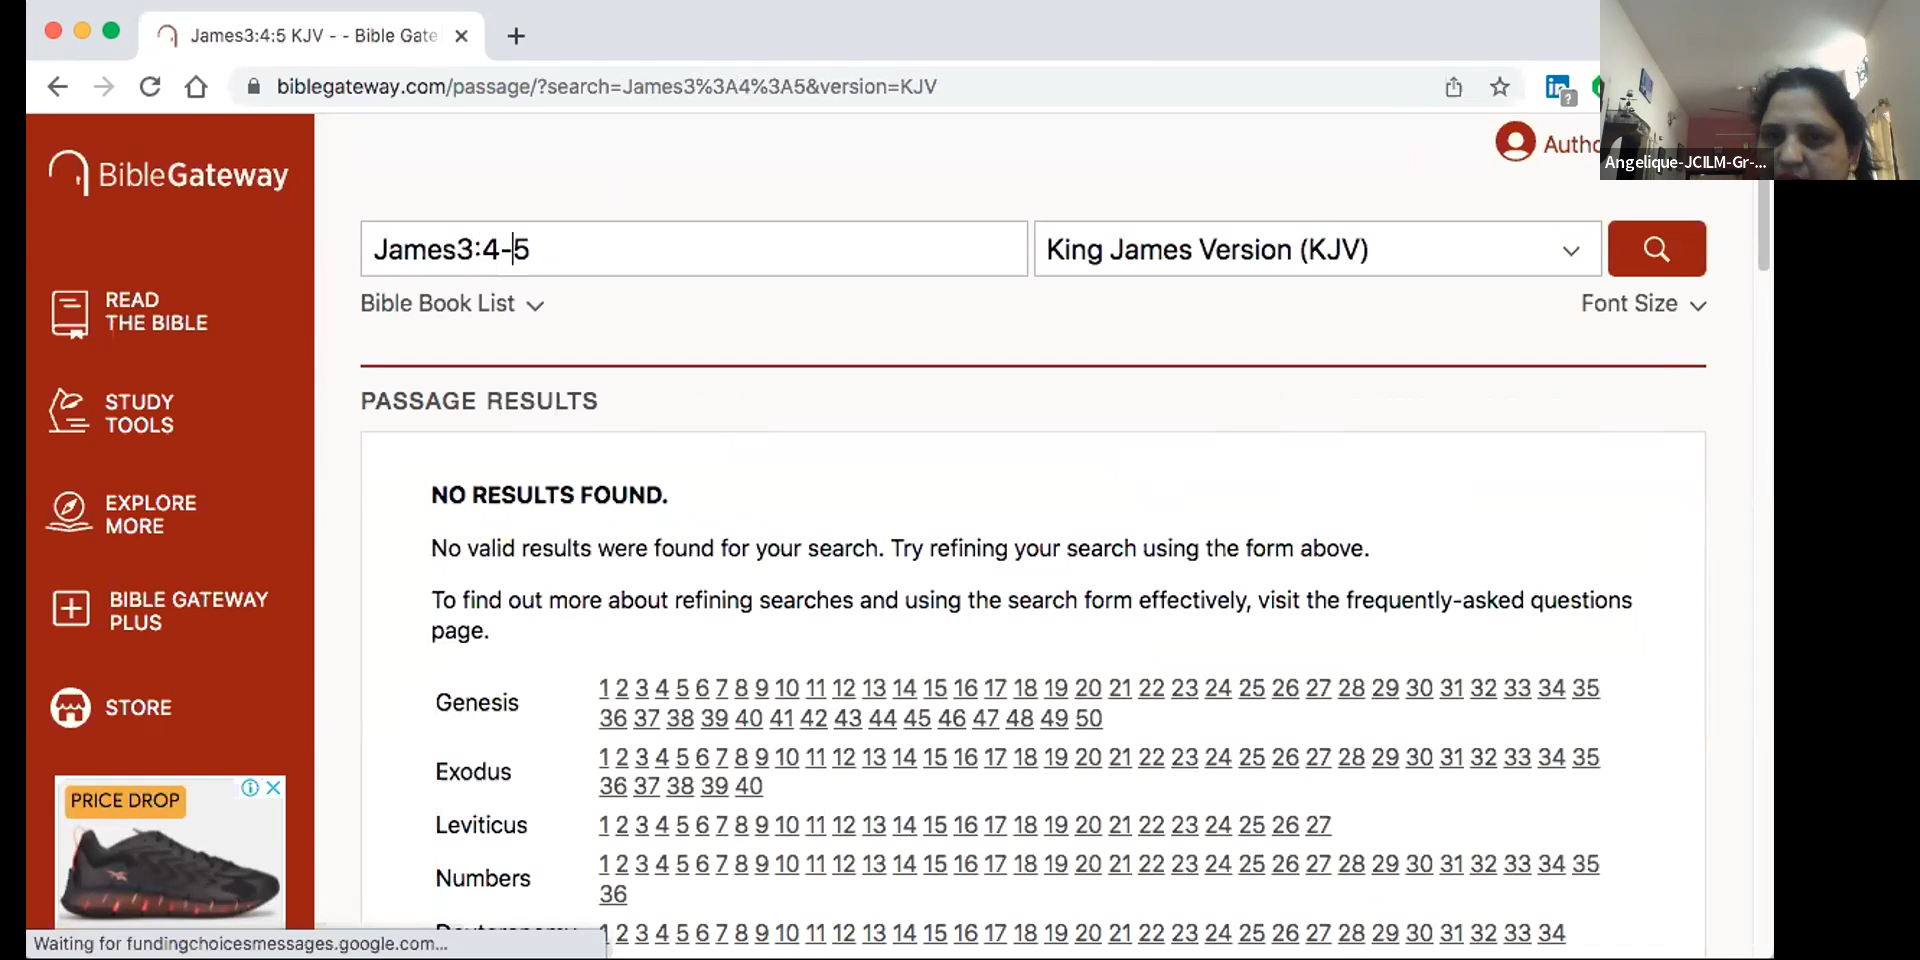 James3:4:5 KJV - - Bible Gate
biblegateway.com/passage/?search=James3%3A4%3A5&version=KJV
in
?
BibleGateway
Autho
Angelique-JCILM-Gr-...
James3:4-5
King James Version (KJV)
Bible Book List
Font Size
READ
THE BIBLE
STUDY
TOOLS
EXPLORE
MORE
BIBLE GATEWAY
PLUS
STORE
PRICE DROP
PASSAGE RESULTS
NO RESULTS FOUND.
No valid results were found for your search. Try refining your search using the form above.
To find out more about refining searches and using the search form effectively, visit the frequently-asked questions
page.
Genesis 1 2 3 4 5 6 7 8 9 10 11 12 13 14 15 16 17 18 19 20 21 22 23 24 25 26 27 28 29 30 31 32 33 34 35
36 37 38 39 40 41 42 43 44 45 46 47 48 49 50
Exodus 1 2 3 4 5 6 7 8 9 10 11 12 13 14 15 16 17 18 19 20 21 22 23 24 25 26 27 28 29 30 31 32 33 34 35
36 37 38 39 40
Leviticus 1 2 3 4 5 6 7 8 9 10 11 12 13 14 15 16 17 18 19 20 21 22 23 24 25 26 27
Numbers 1 2 3 4 5 6 7 8 9 10 11 12 13 14 15 16 17 18 19 20 21 22 23 24 25 26 27 28 29 30 31 32 33 34 35
36
1 2 3 4 5 6 7 8 9 10 11 12 13 14 15 16 17 18 19 20 21 22 23 24 25 26 27 28 29 30 31 32 33 34
Waiting for fundingchoicesmessages.google.com...